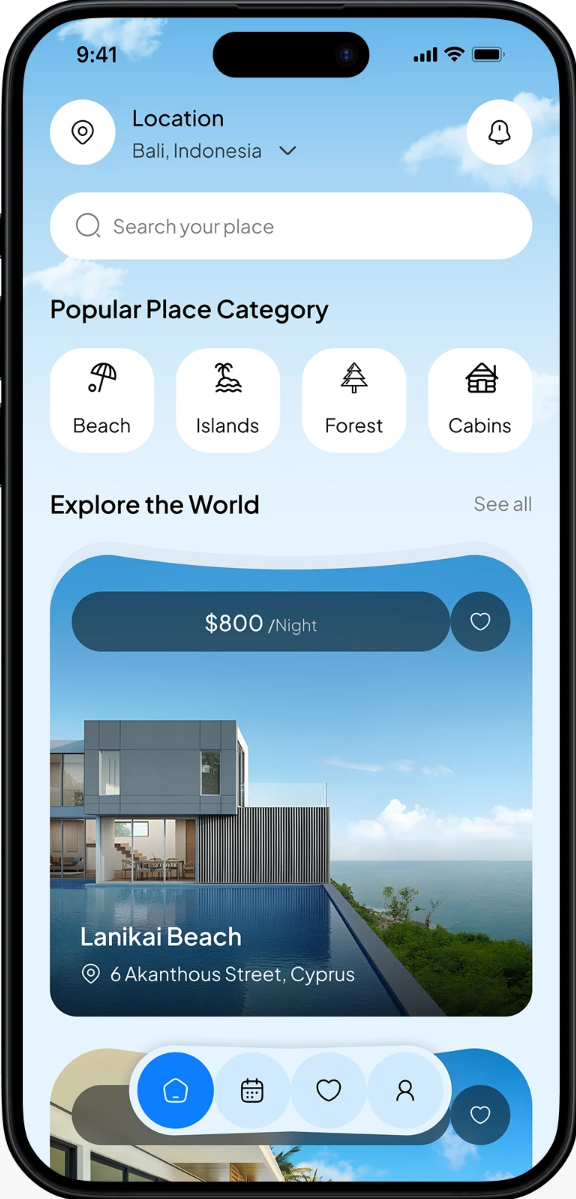 9:41
Location
Bali, Indonesia
Search your place
Popular Place Category
Beach
Islands
Forest
Cabins
Explore the World
See all
$800 /Night
Lanikai Beach
6 Akanthous Street, Cyprus